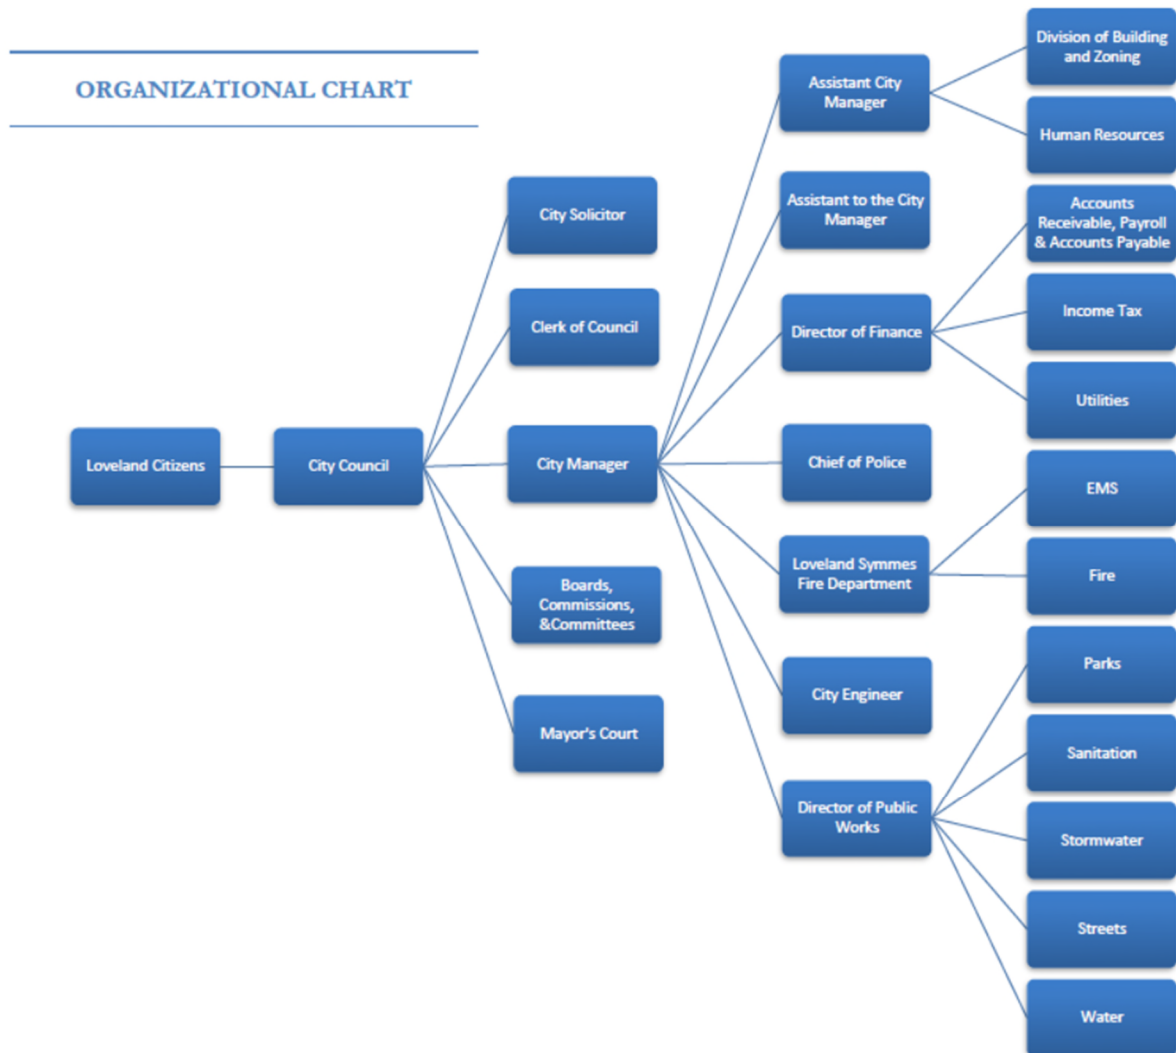 ORGANIZATIONAL CHART
Loveland Citizens
City Council
City Solicitor
Clerk of Council
City Manager
Boards,
Commissions,
&Committees
Mayor's Court
Assistant City
Manager
Assistant to the City
Manager
Director of Finance
Chief of Police
Loveland Symmes
Fire Department
City Engineer
Director of Public
Works
Division of Building
and Zoning
Human Resources
Accounts
Receivable, Payroll
& Accounts Payable
Income Tax
Utilities
EMS
Fire
Parks
Sanitation
Stormwater
Streets
Water